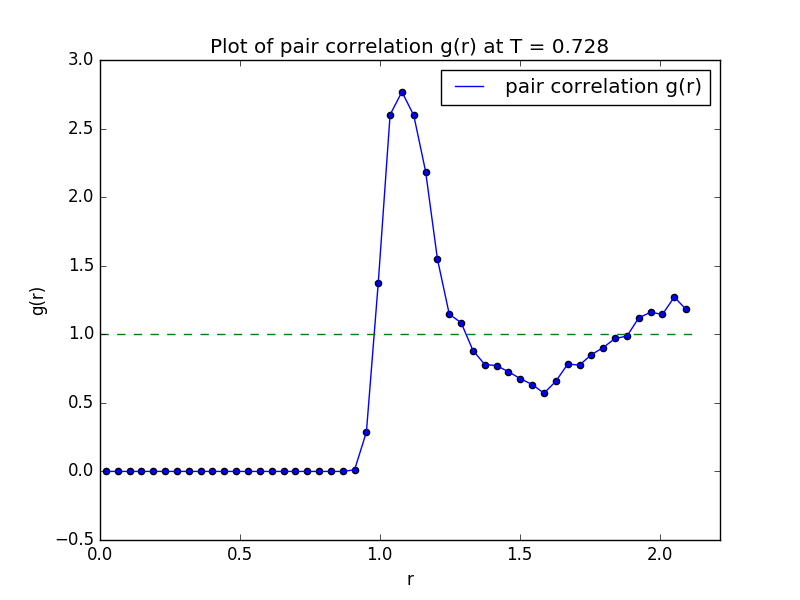 Plot of pair correlation g(r) at T = 0.728
pair correlation g(r)
3.0
2.5
2.0
1.5
1.0
0.5
0.0
−0.5
g(r)
0.0 0.5 1.0 1.5 2.0
r